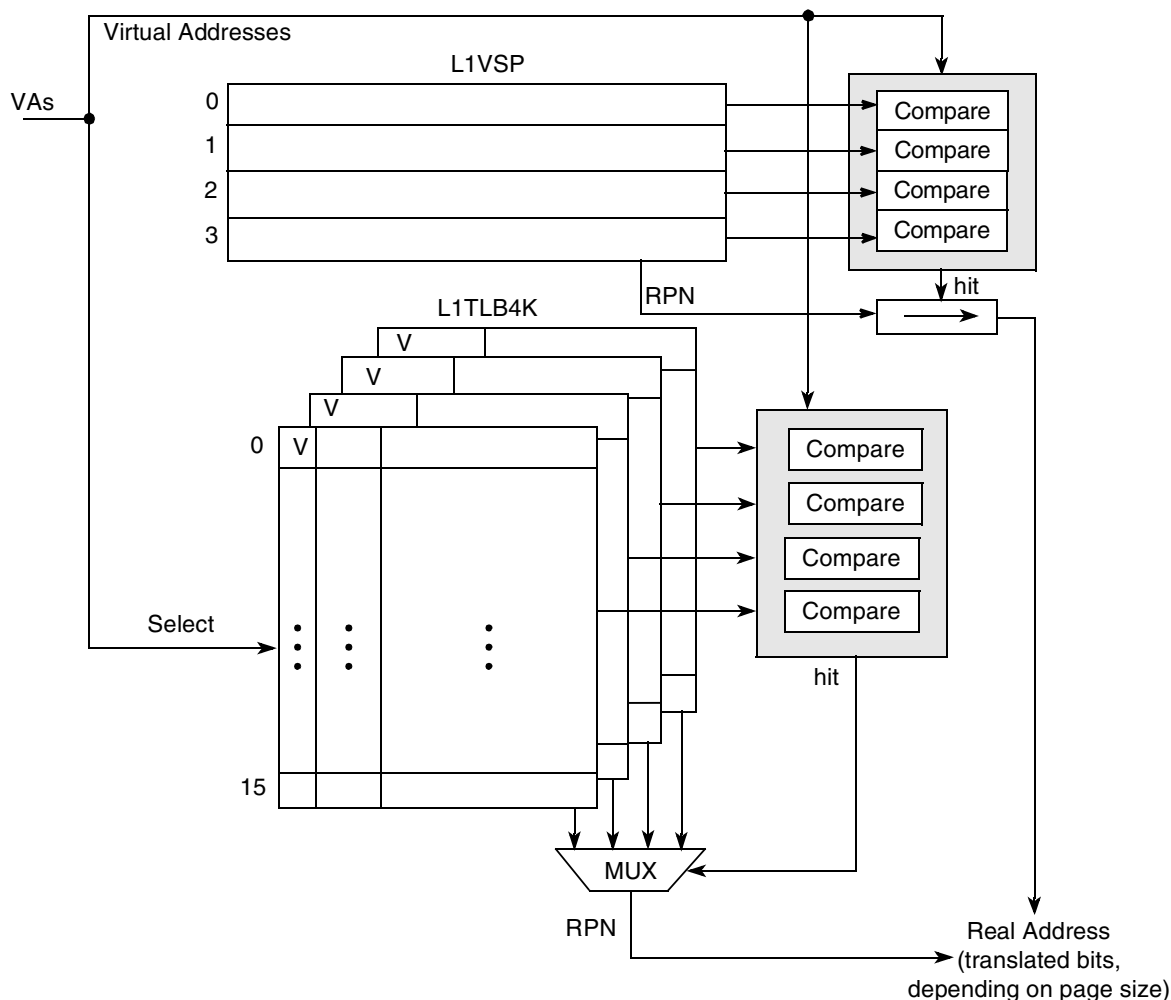 Virtual Addresses
L1VSP
VAs
0
Compare
1
Compare
2
Compare
3
Compare
hit
RPN
L1TLB4K
V
V
V
0
V
Compare
Compare
Compare
Compare
Select
hit
15
MUX
RPN
Real Address
(translated bits,
depending on page size)